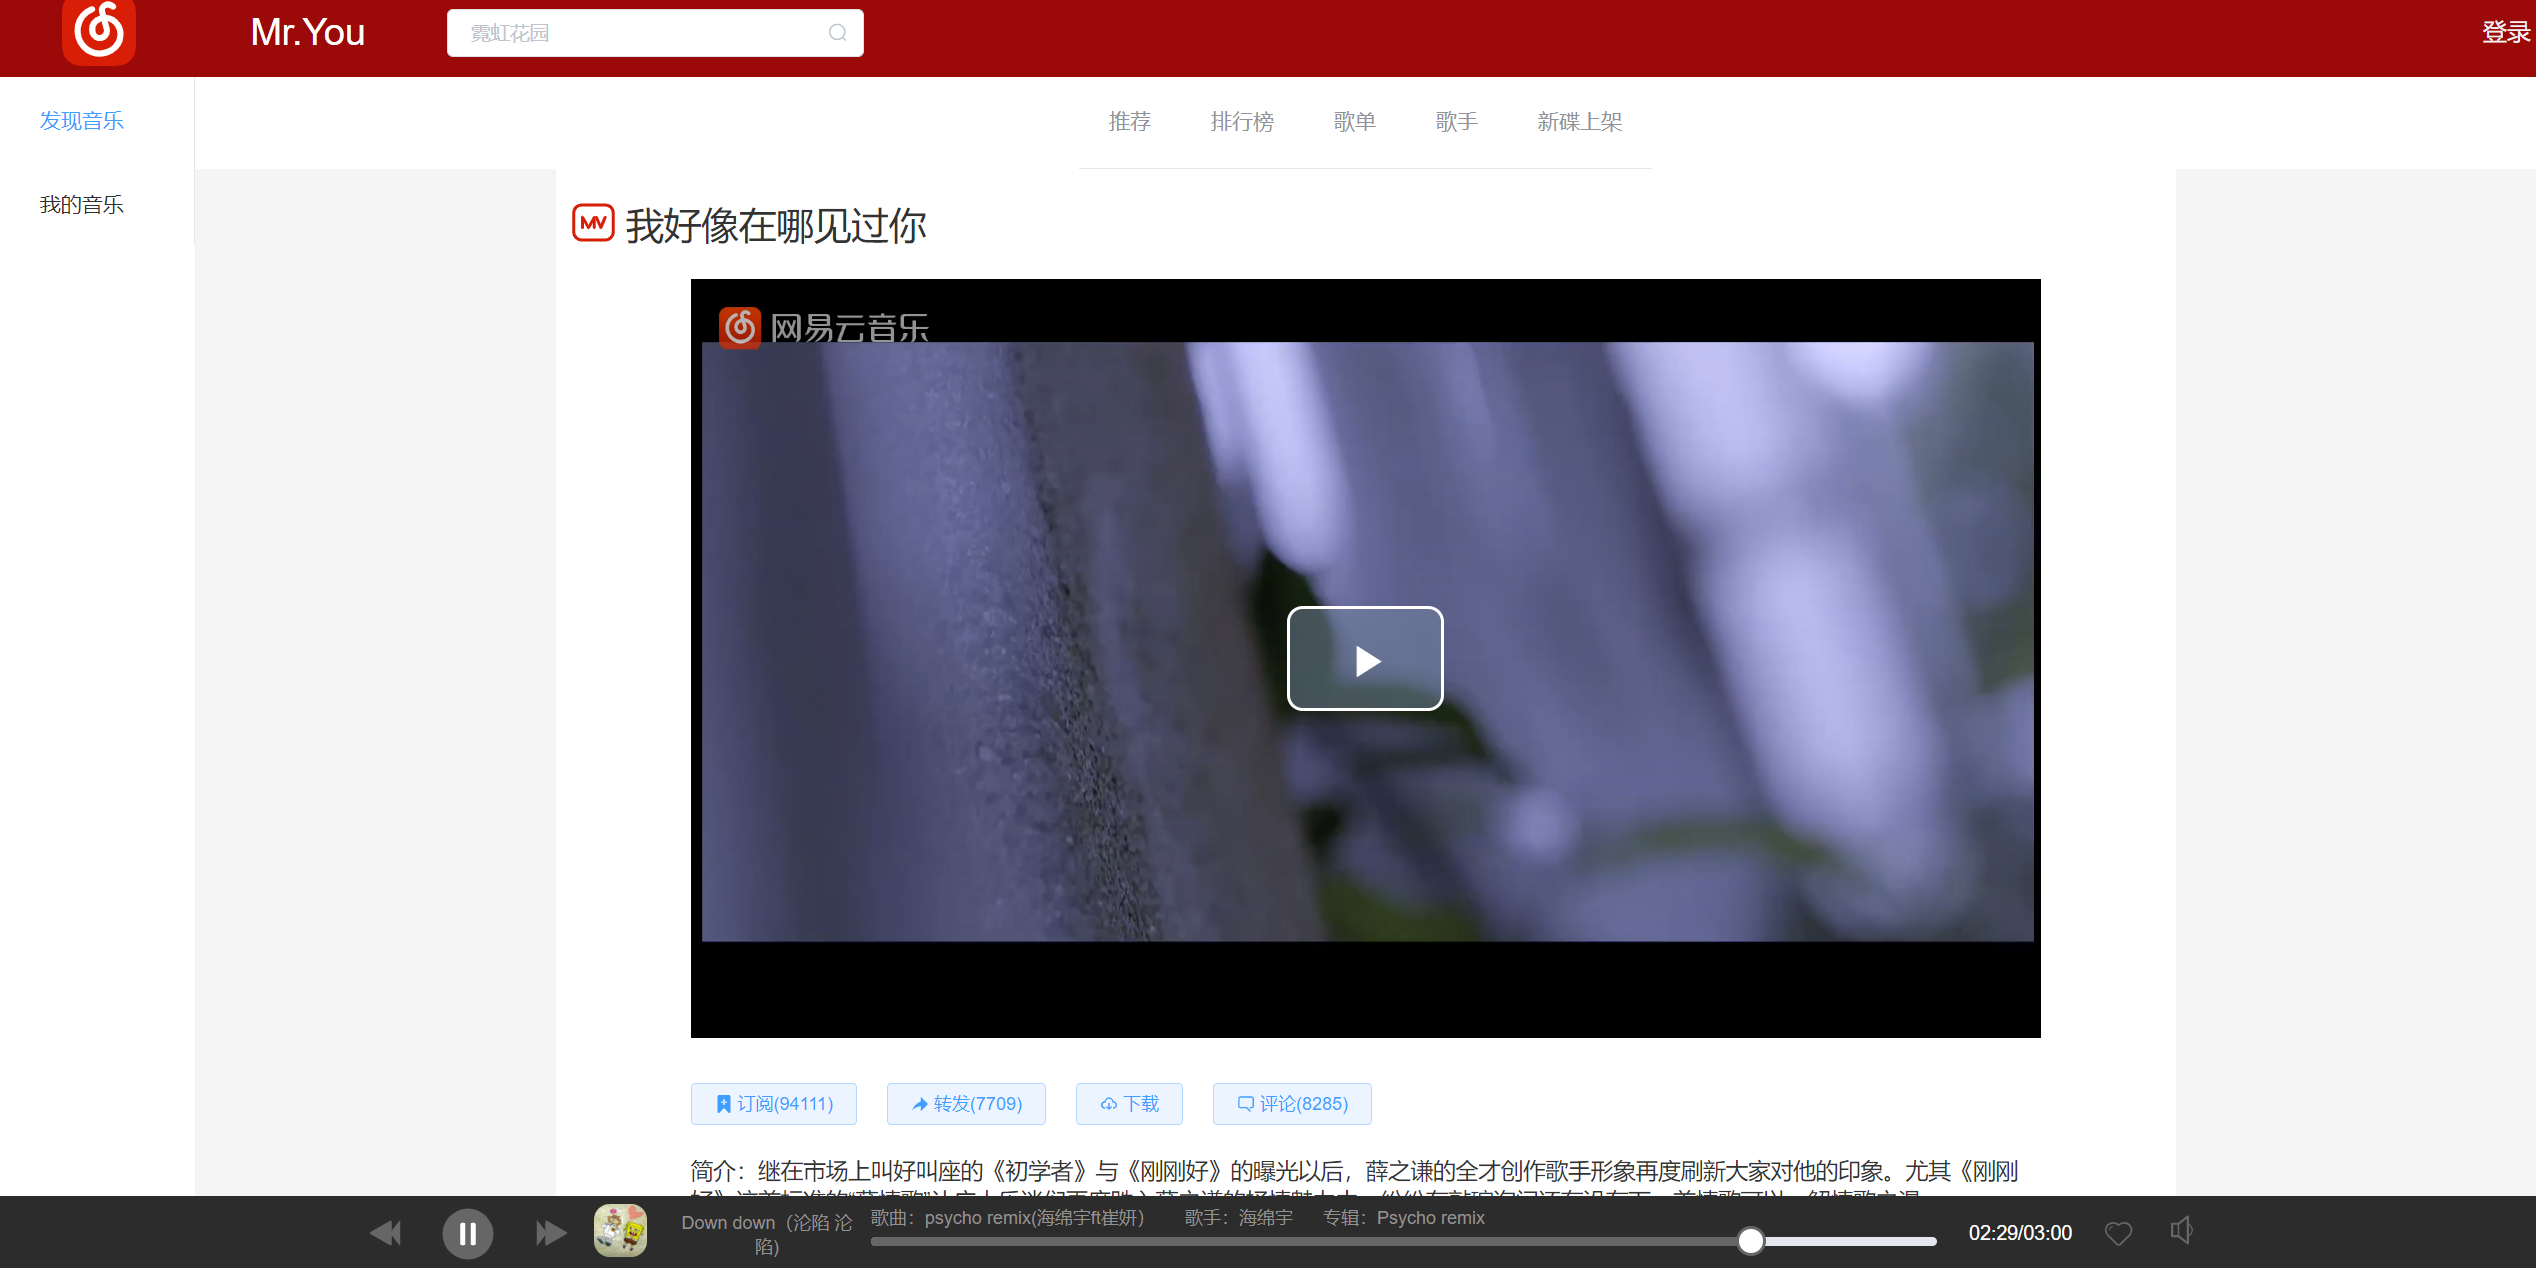 Mr.You
霓虹花园
登录
发现音乐
我的音乐
推荐 排行榜 歌单 歌手 新碟上架
MV 我好像在哪见过你
网易云音乐
订阅(94111) 转发(7709) 下载 评论(8285)
简介：继在市场上叫好叫座的《初学者》与《刚刚好》的曝光以后，薛之谦的全才创作歌手形象再度刷新大家对他的印象。尤其《刚刚
Down down（沦陷 沦
陷)
歌曲：psycho remix(海绵宇ft崔妍) 歌手：海绵宇 专辑：Psycho remix
02:29/03:00